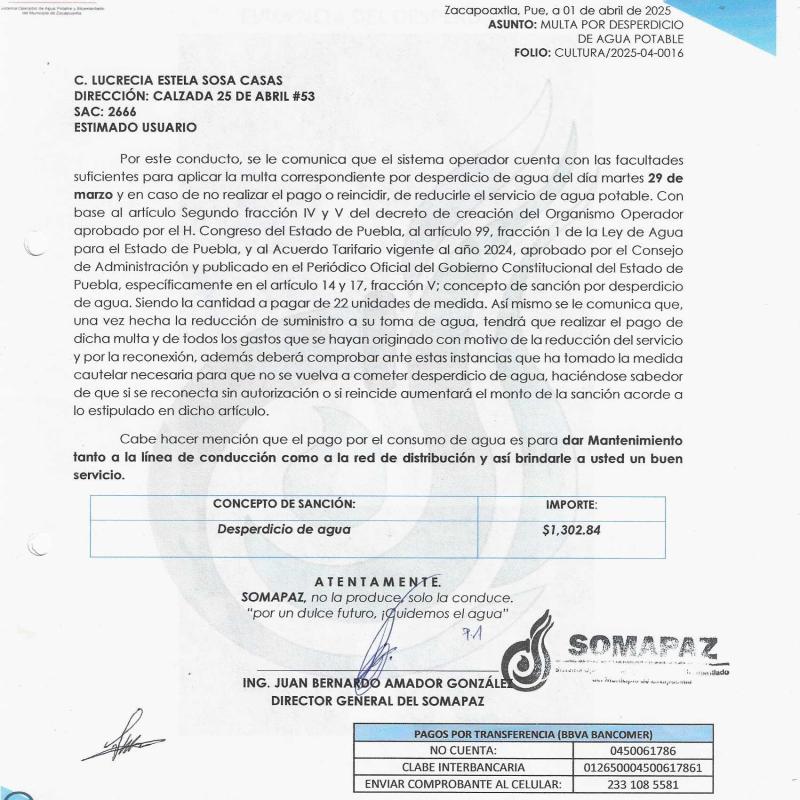 Sistema Operador de Agua Potable y Alcantarillado
del Municipio de Zacapoaxtla
Zacapoaxtla, Pue, a 01 de abril de 2025
ASUNTO: MULTA POR DESPERDICIO
DE AGUA POTABLE
FOLIO: CULTURA/2025-04-0016
C. LUCRECIA ESTELA SOSA CASAS
DIRECCIÓN: CALZADA 25 DE ABRIL #53
SAC: 2666
ESTIMADO USUARIO
Por este conducto, se le comunica que el sistema operador cuenta con las facultades
suficientes para aplicar la multa correspondiente por desperdicio de agua del día martes 29 de
marzo y en caso de no realizar el pago o reincidir, de reducirle el servicio de agua potable. Con
base al artículo Segundo fracción IV y V del decreto de creación del Organismo Operador
aprobado por el H. Congreso del Estado de Puebla, al artículo 99, fracción 1 de la Ley de Agua
para el Estado de Puebla, y al Acuerdo Tarifario vigente al año 2024, aprobado por el Consejo
de Administración y publicado en el Periódico Oficial del Gobierno Constitucional del Estado de
Puebla, específicamente en el artículo 14 y 17, fracción V; concepto de sanción por desperdicio
de agua. Siendo la cantidad a pagar de 22 unidades de medida. Así mismo se le comunica que,
una vez hecha la reducción de suministro a su toma de agua, tendrá que realizar el pago de
dicha multa y de todos los gastos que se hayan originado con motivo de la reducción del servicio
y por la reconexión, además deberá comprobar ante estas instancias que ha tomado la medida
cautelar necesaria para que no se vuelva a cometer desperdicio de agua, haciéndose sabedor
de que si se reconecta sin autorización o si reincide aumentará el monto de la sanción acorde a
lo estipulado en dicho artículo.
Cabe hacer mención que el pago por el consumo de agua es para dar Mantenimiento
tanto a la línea de conducción como a la red de distribución y así brindarle a usted un buen
servicio.
CONCEPTO DE SANCIÓN: IMPORTE:
Desperdicio de agua $1,302.84
ATENTAMENTE.
SOMAPAZ, no la produce, solo la conduce.
"por un dulce futuro, ¡Cuidemos el agua"
SOMAPAZ
ING. JUAN BERNARDO AMADOR GONZÁLEZ
DIRECTOR GENERAL DEL SOMAPAZ
PAGOS POR TRANSFERENCIA (BBVA BANCOMER)
NO CUENTA: 0450061786
CLABE INTERBANCARIA 012650004500617861
ENVIAR COMPROBANTE AL CELULAR: 233 108 5581